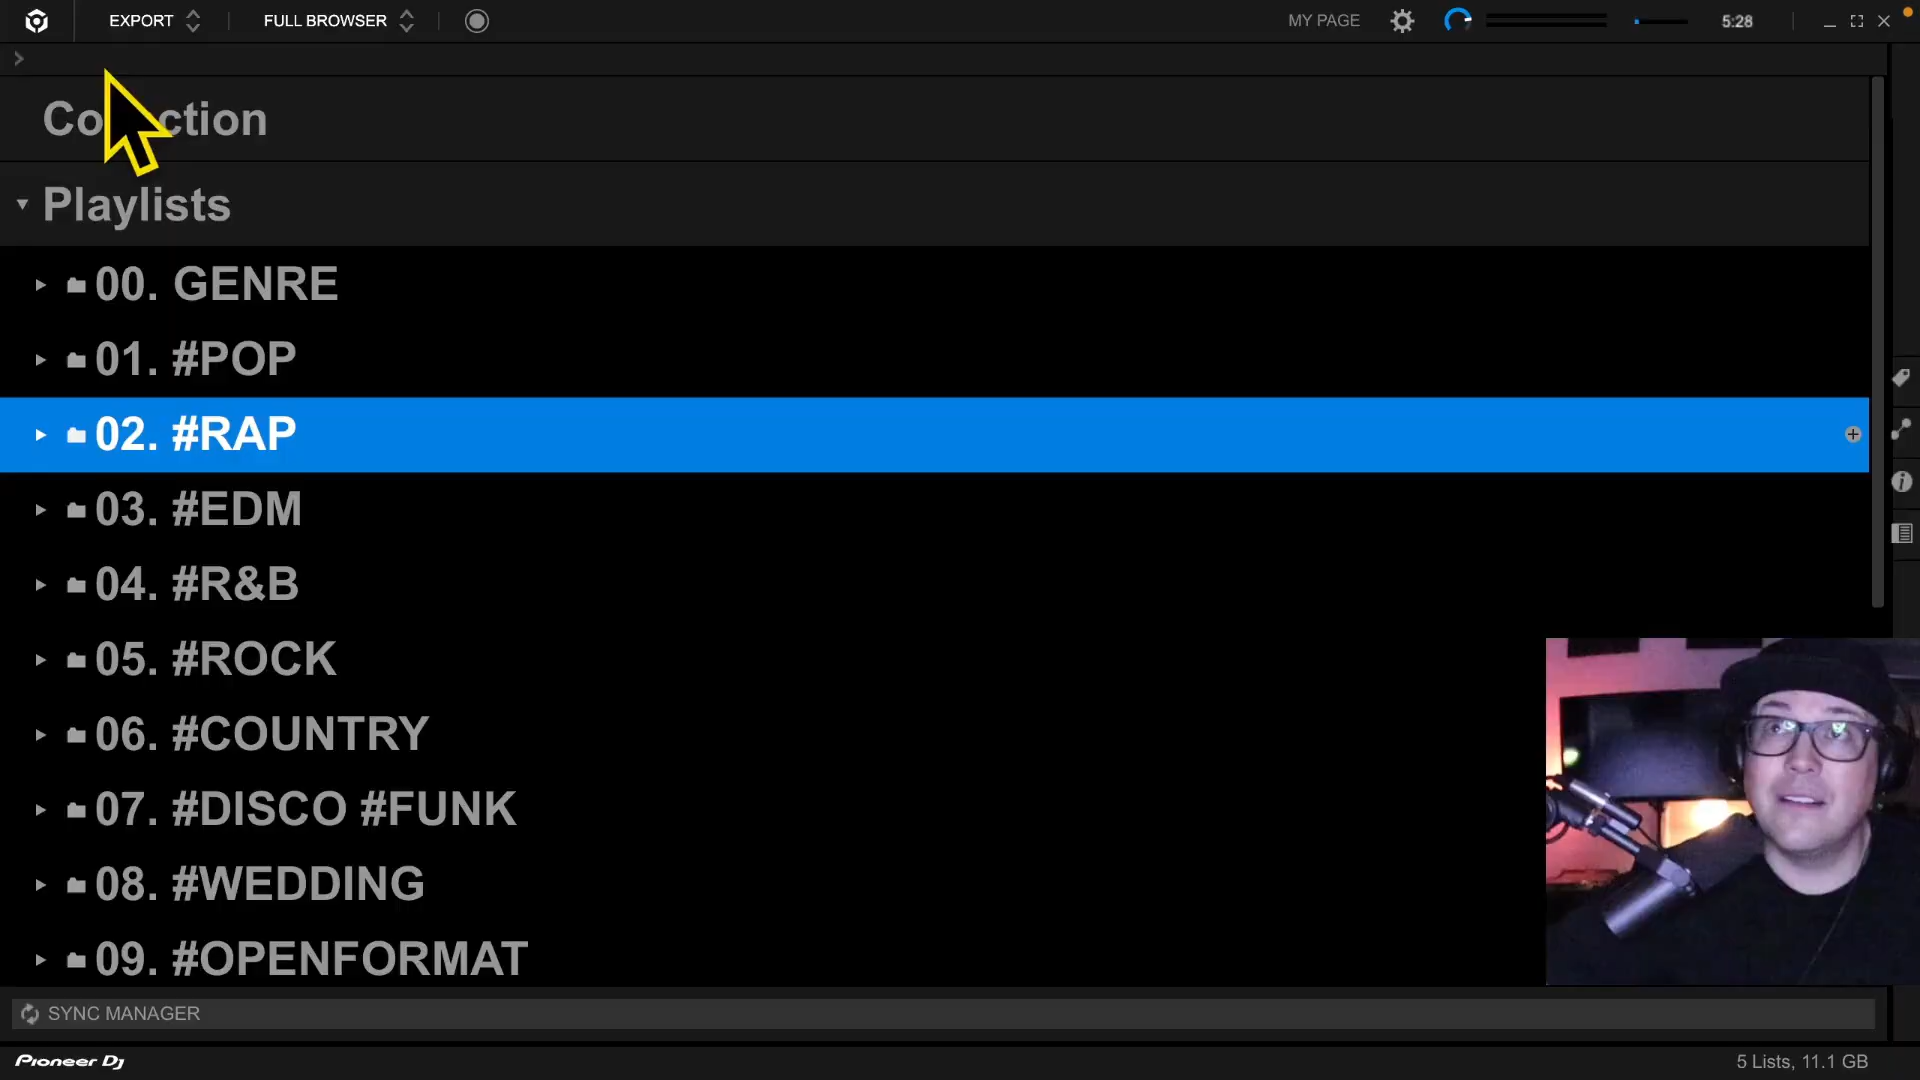 EXPORT FULL BROWSER MY PAGE 5:28
Collection
Playlists
00. GENRE
01. #POP
02. #RAP
03. #EDM
04. #R&B
05. #ROCK
06. #COUNTRY
07. #DISCO #FUNK
08. #WEDDING
09. #OPENFORMAT
SYNC MANAGER
Pioneer Dj 5 Lists, 11.1 GB